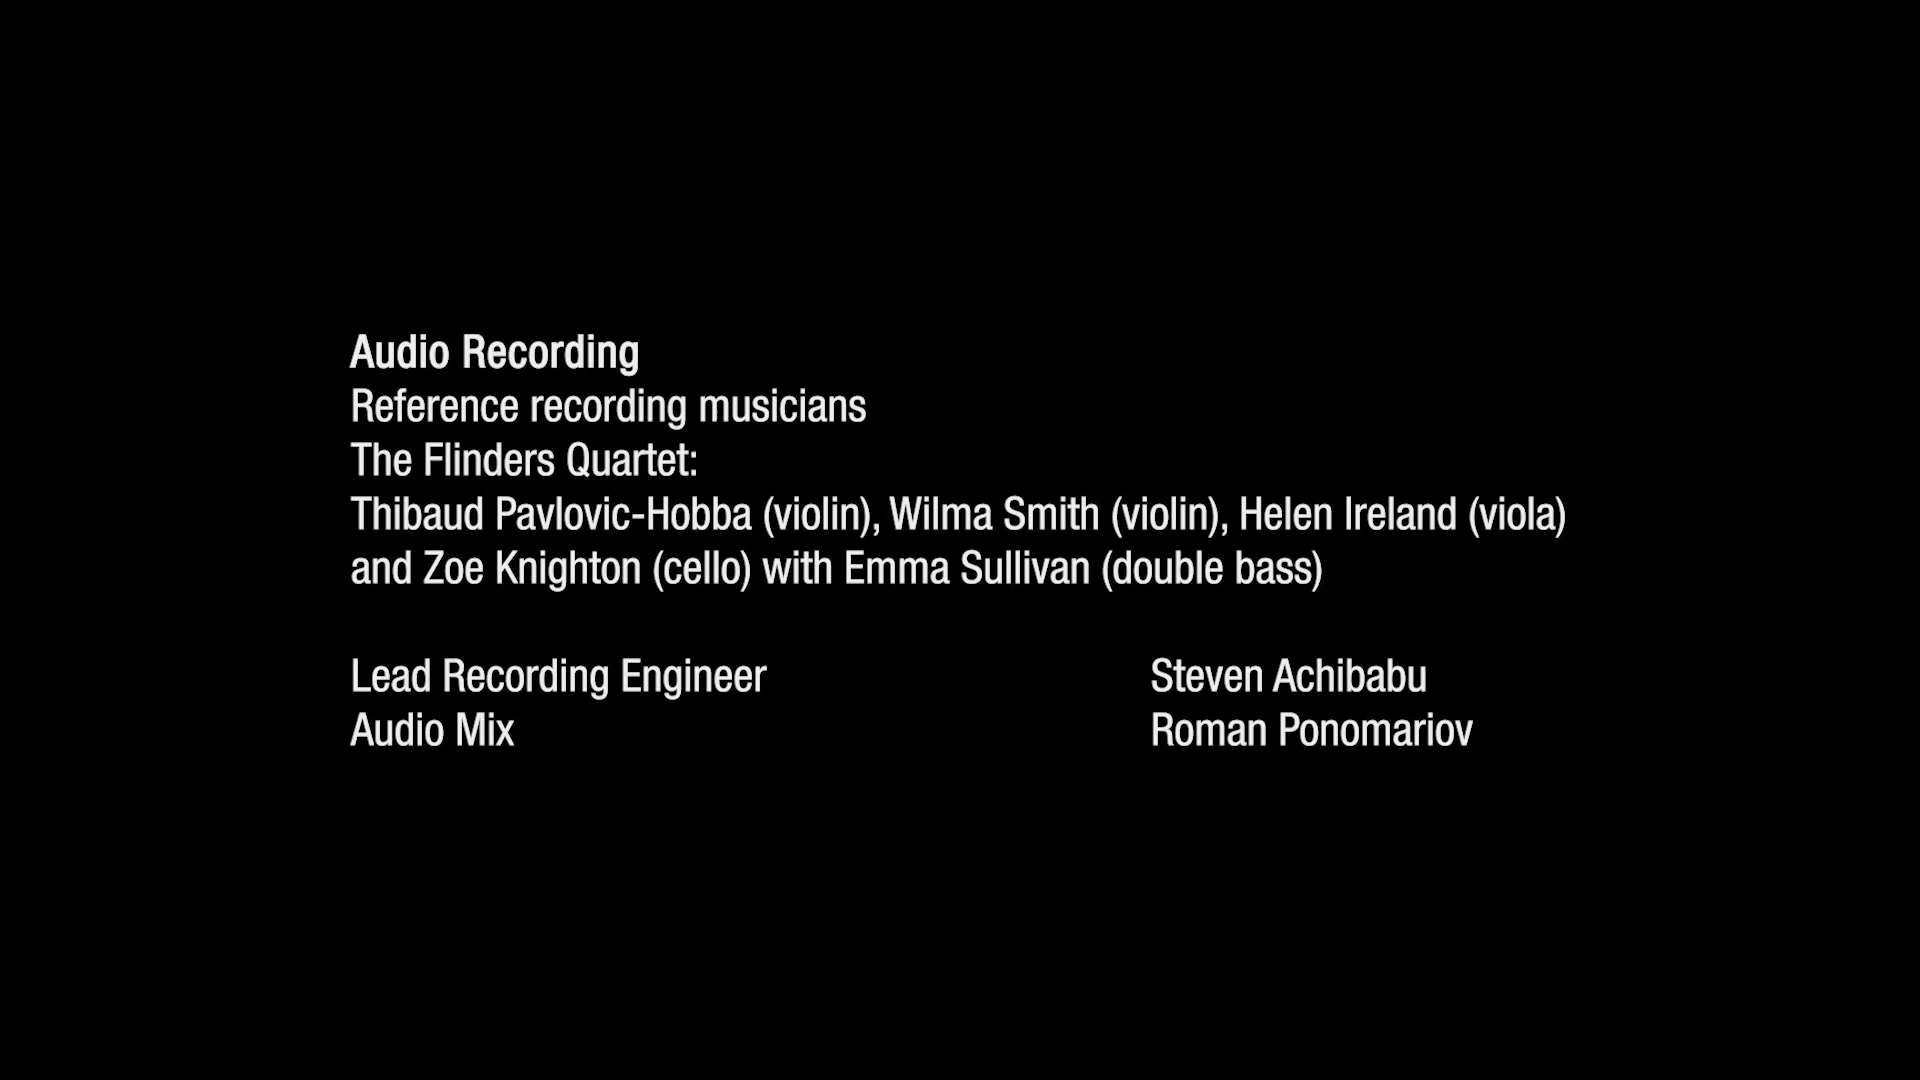 Audio Recording
Reference recording musicians
The Flinders Quartet:
Thibaud Pavlovic-Hobba (violin), Wilma Smith (violin), Helen Ireland (viola)
and Zoe Knighton (cello) with Emma Sullivan (double bass)
Lead Recording Engineer Steven Achibabu
Audio Mix Roman Ponomariov